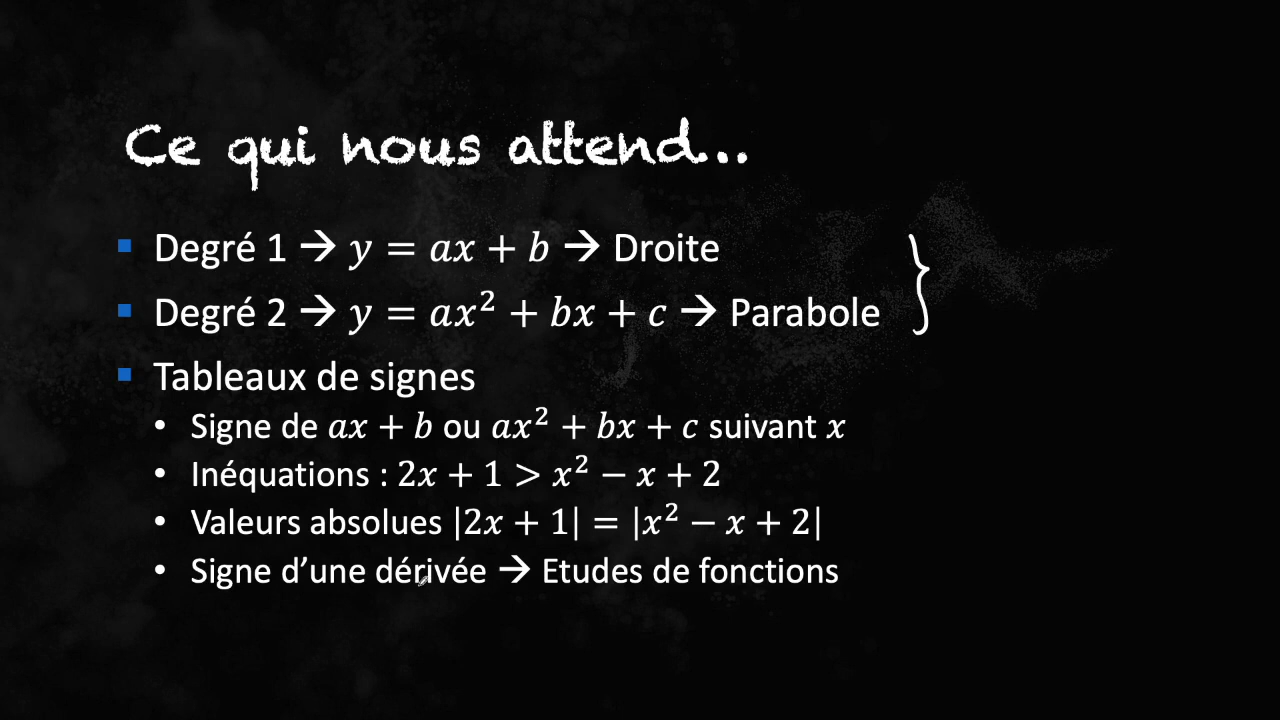 Ce qui nous attend...
Degré 1 → y = ax + b → Droite
Degré 2 → y = ax² + bx + c → Parabole
}
Tableaux de signes
• Signe de ax + b ou ax² + bx + c suivant x
• Inéquations : 2x + 1 > x² − x + 2
• Valeurs absolues |2x + 1| = |x² − x + 2|
• Signe d’une dérivée → Etudes de fonctions